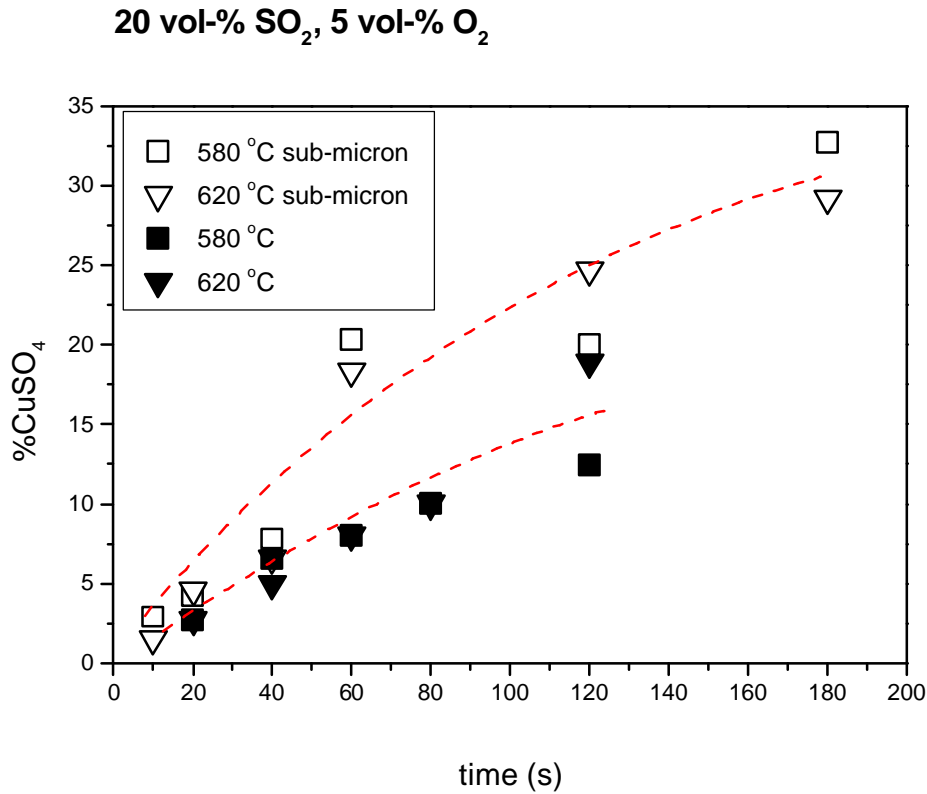 20 vol-% SO2, 5 vol-% O2
35
30
25
20
15
10
5
0
%CuSO4
580 °C sub-micron
620 °C sub-micron
580 °C
620 °C
0 20 40 60 80 100 120 140 160 180 200
time (s)